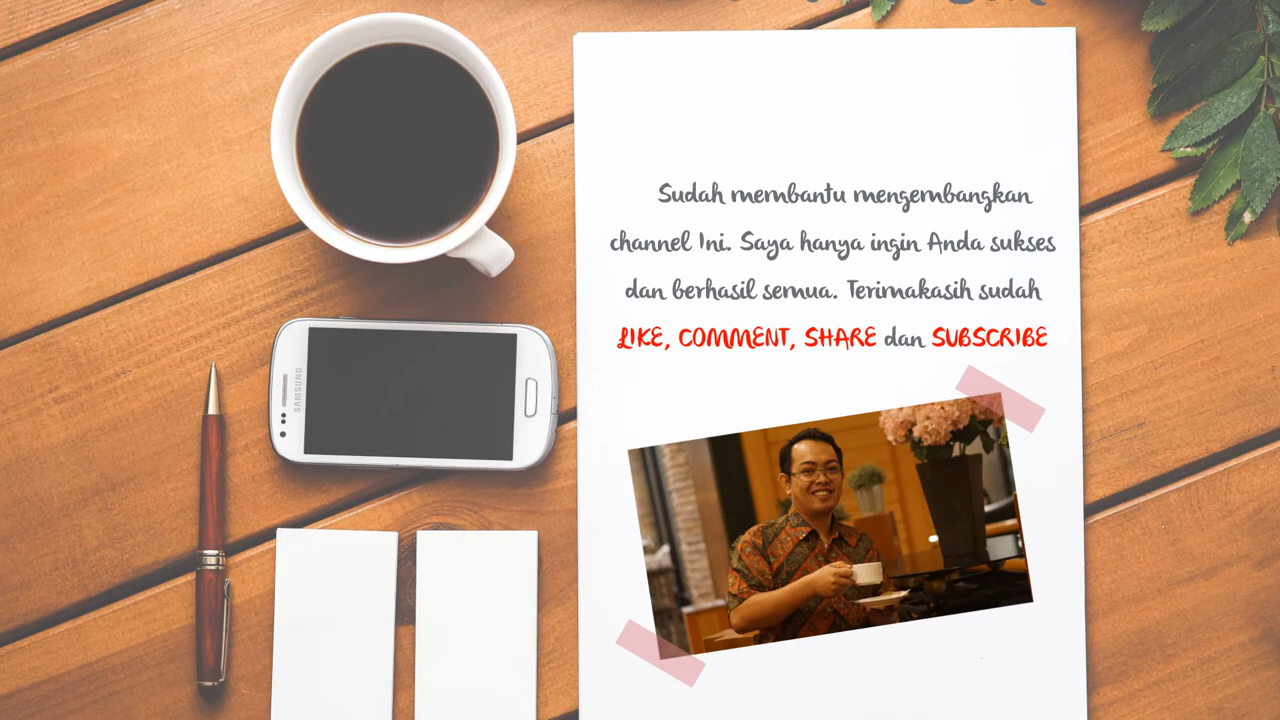 Sudah membantu mengembangkan
channel Ini. Saya hanya ingin Anda sukses
dan berhasil semua. Terimakasih sudah
LIKE, COMMENT, SHARE dan SUBSCRIBE
SAMSUNG